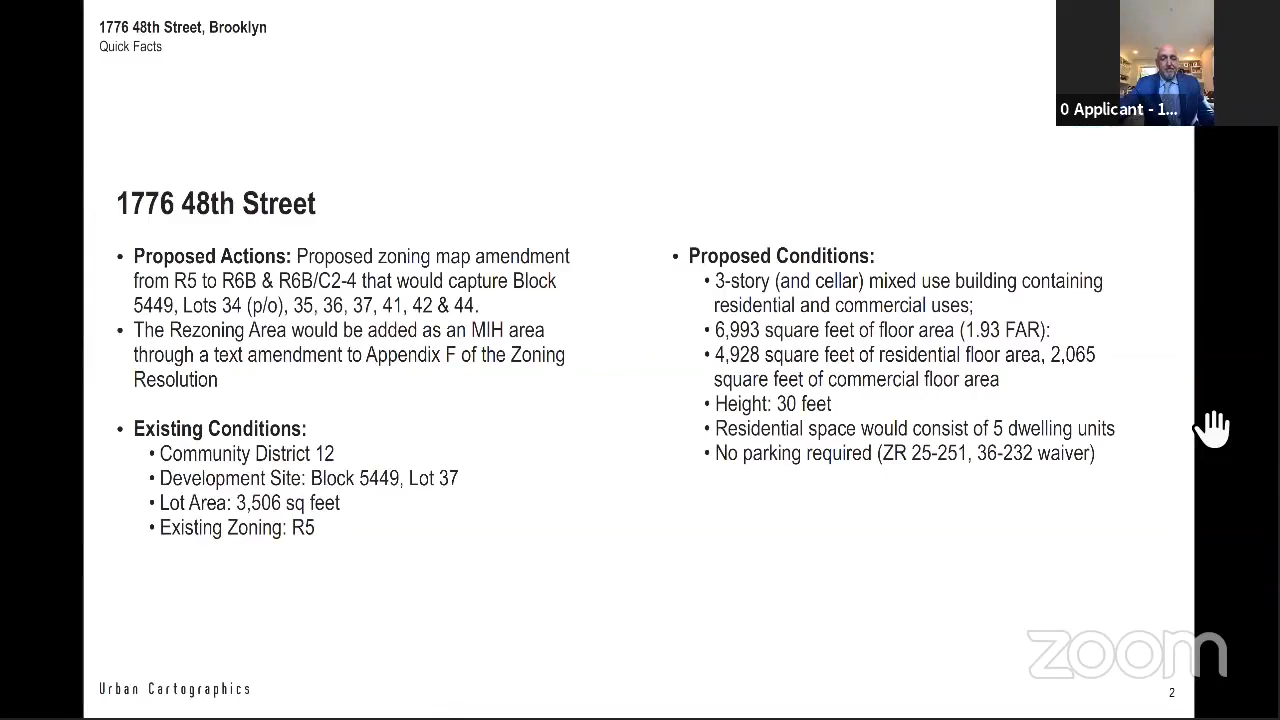 1776 48th Street, Brooklyn
Quick Facts
0 Applicant - 1...
1776 48th Street
• Proposed Actions: Proposed zoning map amendment
from R5 to R6B & R6B/C2-4 that would capture Block
5449, Lots 34 (p/o), 35, 36, 37, 41, 42 & 44.
• The Rezoning Area would be added as an MIH area
through a text amendment to Appendix F of the Zoning
Resolution
• Existing Conditions:
• Community District 12
• Development Site: Block 5449, Lot 37
• Lot Area: 3,506 sq feet
• Existing Zoning: R5
• Proposed Conditions:
• 3-story (and cellar) mixed use building containing
residential and commercial uses;
• 6,993 square feet of floor area (1.93 FAR):
• 4,928 square feet of residential floor area, 2,065
square feet of commercial floor area
• Height: 30 feet
• Residential space would consist of 5 dwelling units
• No parking required (ZR 25-251, 36-232 waiver)
zoom
Urban Cartographics
2